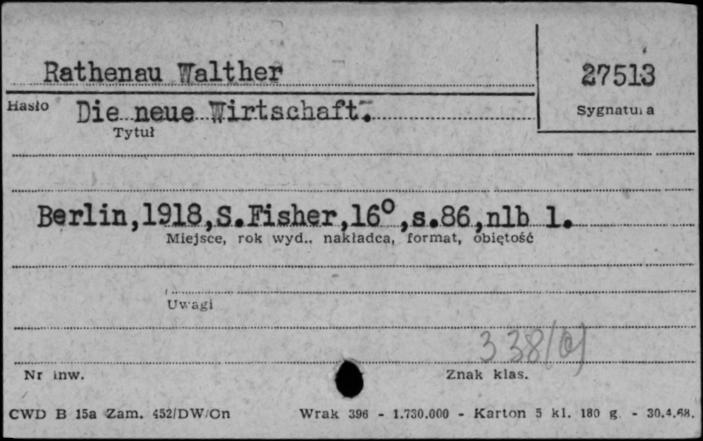 Rathenau Walther
27513
Hasło
Sygnatura
Die neue Wirtschaft.
Tytuł
Berlin,1918,S.Fisher,16°,s.86,nlb 1.
Miejsce, rok wyd., nakładca, format, objętość
Uwagi
338(0)
Nr inw.
Znak klas.
CWD B 15a Zam. 452/DW/Gn Wrak 396 - 1.730.000 - Karton 5 kl. 180 g - 30.4.68.